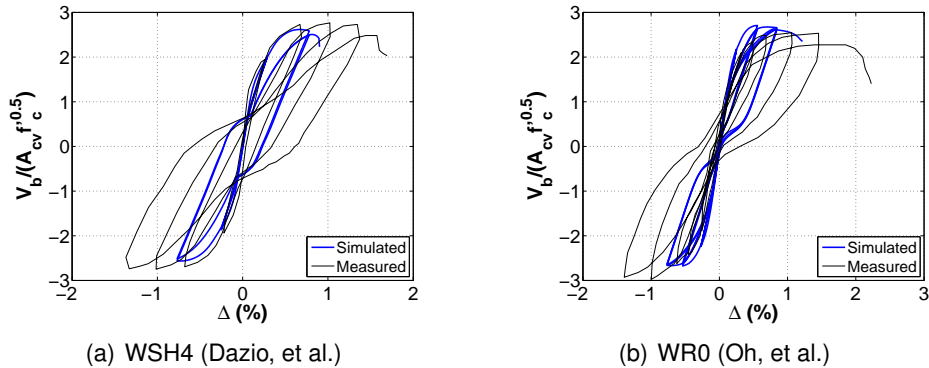 3
2
1
0
−1
−2
−3
V_b/(A_cv f'_c^0.5)
−2 −1 0 1 2
Δ (%)
Simulated
Measured
(a) WSH4 (Dazio, et al.)
3
2
1
0
−1
−2
−3
V_b/(A_cv f'_c^0.5)
−2 −1 0 1 2 3
Δ (%)
Simulated
Measured
(b) WR0 (Oh, et al.)